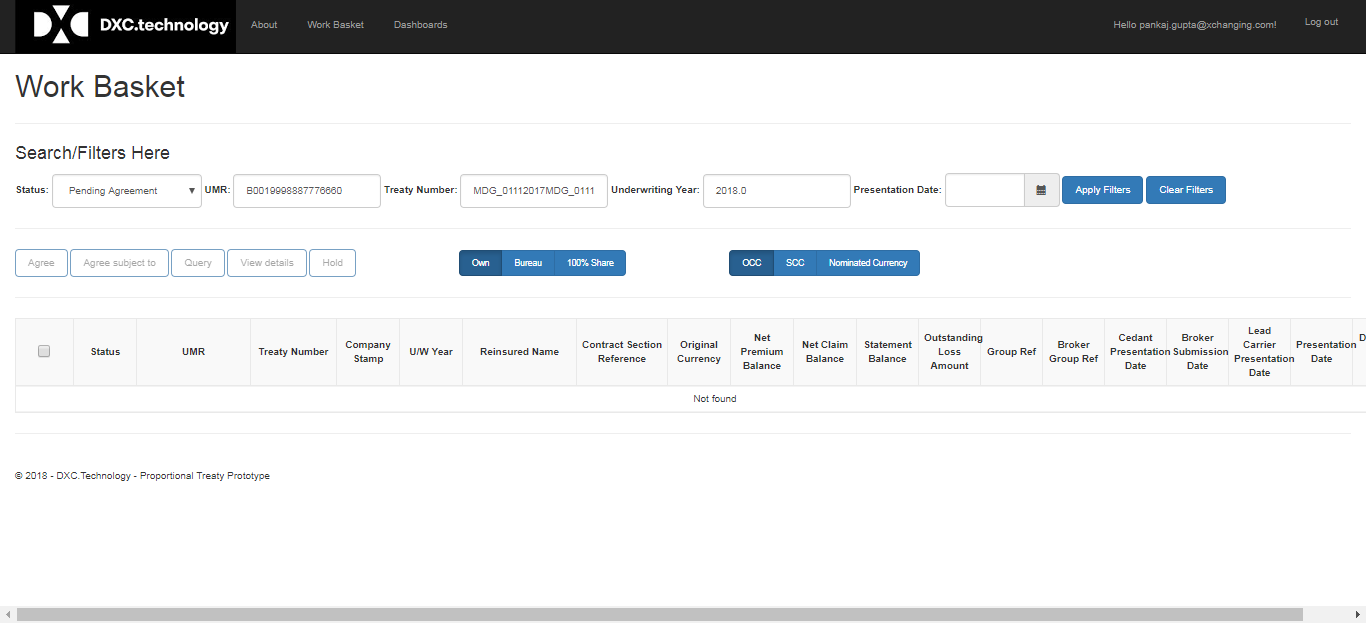 DXC.technology About Work Basket Dashboards Hello pankaj.gupta@xchanging.com! Log out
Work Basket
Search/Filters Here
Status: Pending Agreement UMR: B0019998887776660 Treaty Number: MDG_01112017MDG_0111 Underwriting Year: 2018.0 Presentation Date: Apply Filters Clear Filters
Agree Agree subject to Query View details Hold Own Bureau 100% Share OCC SCC Nominated Currency
Status
UMR
Treaty Number
Company
Stamp
U/W Year
Reinsured Name
Contract Section
Reference
Original
Currency
Net
Premium
Balance
Net Claim
Balance
Statement
Balance
Outstanding
Loss
Amount
Group Ref
Broker
Group Ref
Cedant
Presentation
Date
Broker
Submission
Date
Lead
Carrier
Presentation
Date
Presentation
Date
D
Not found
© 2018 - DXC.Technology - Proportional Treaty Prototype